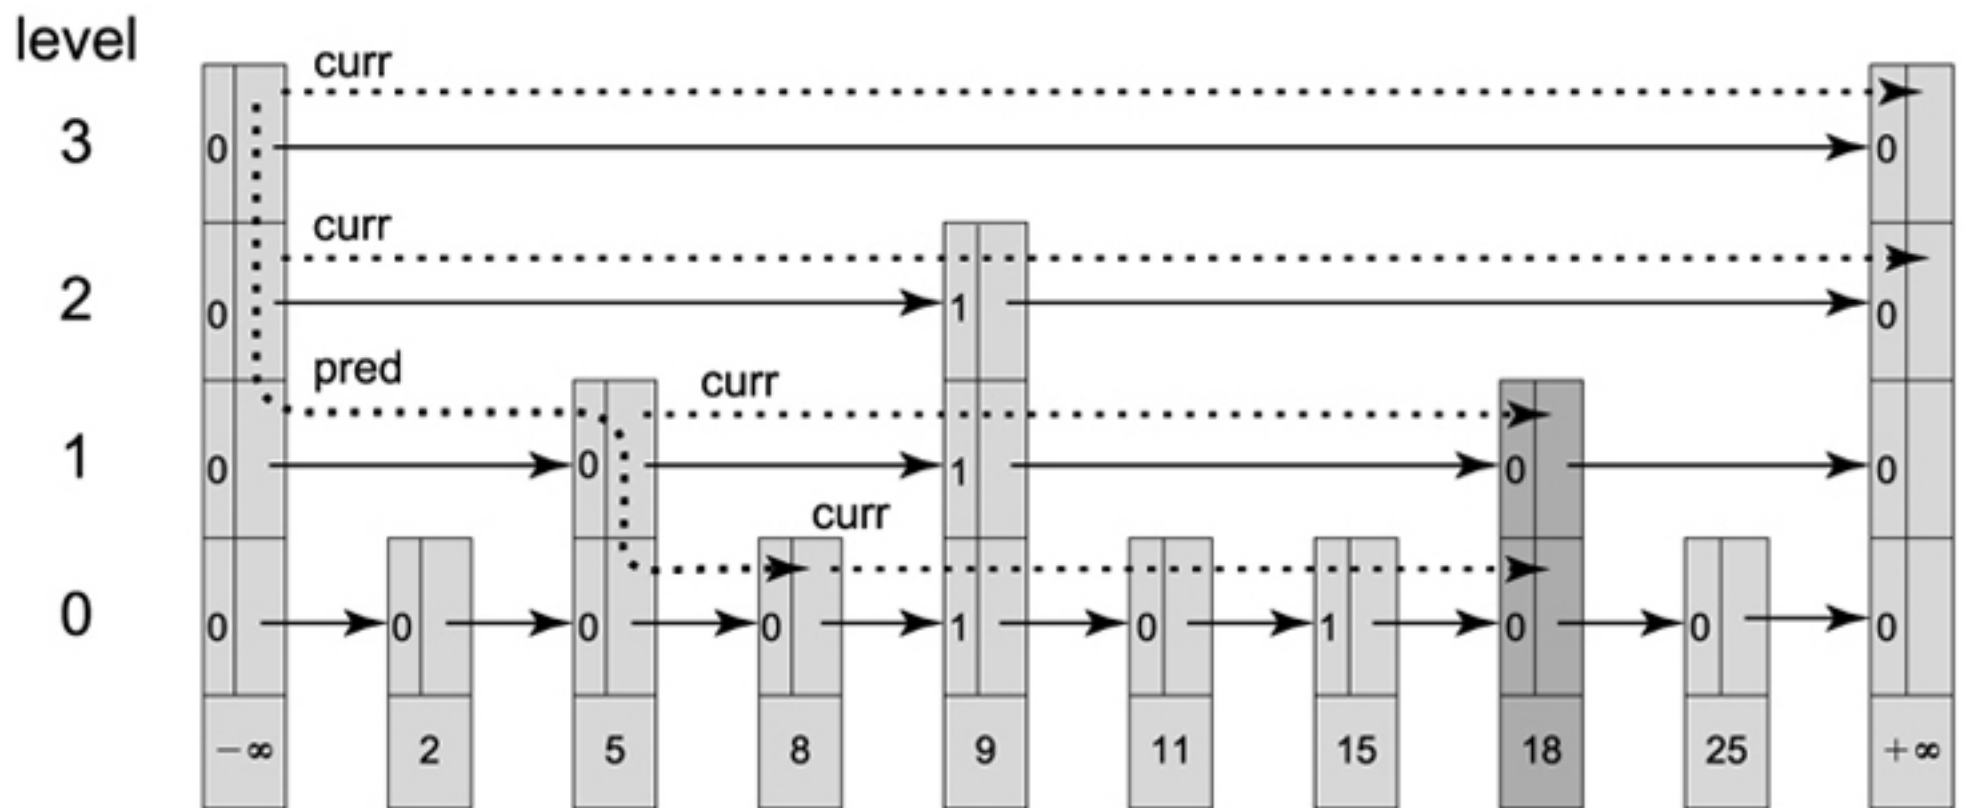 level
curr
3 0 0
curr
2 0 1 0
pred curr
1 0 0 1 0 0
curr
0 0 0 0 0 1 0 1 0 0 0
−∞ 2 5 8 9 11 15 18 25 +∞